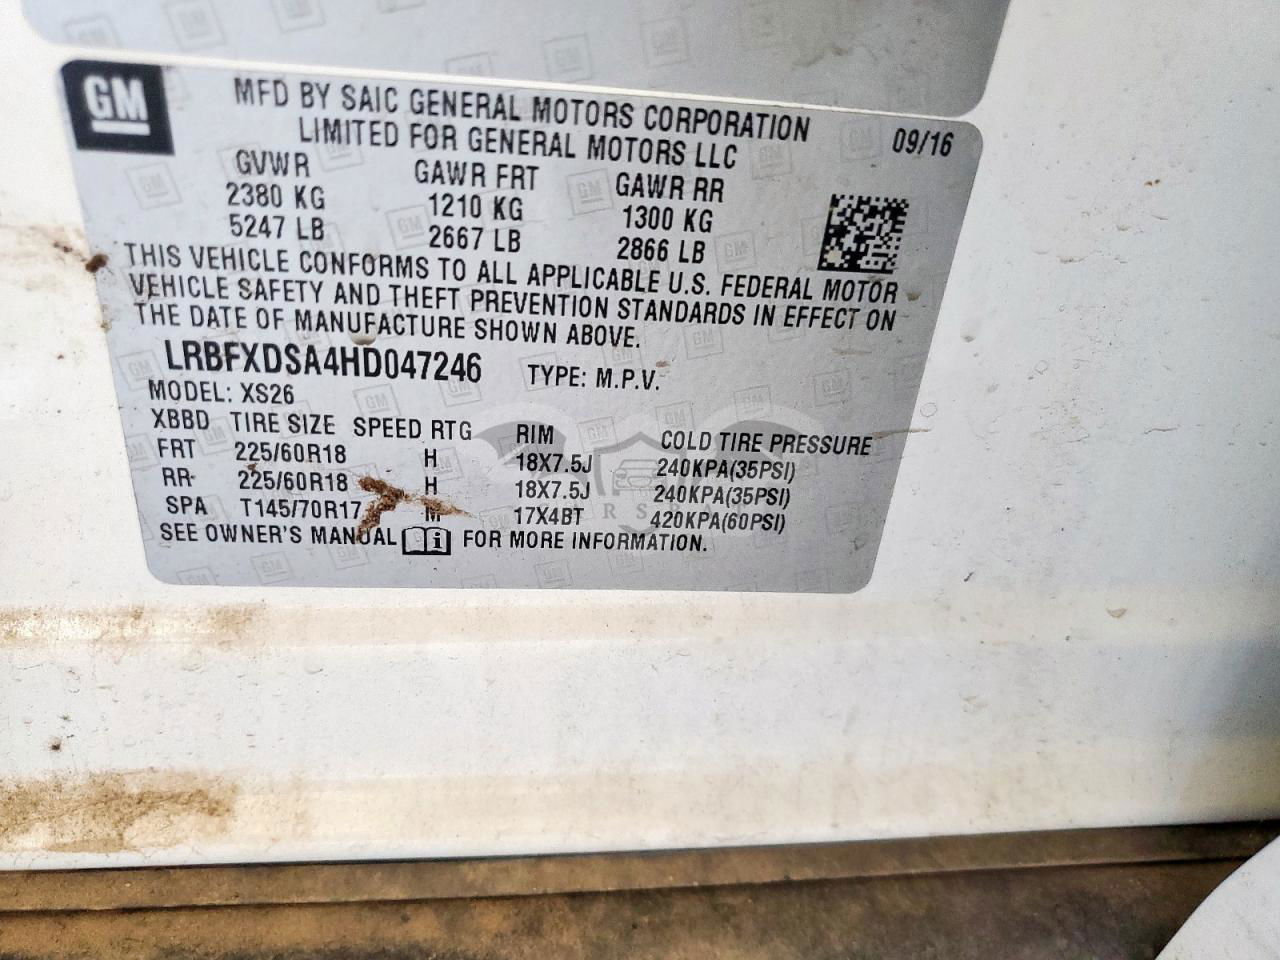 GM
MFD BY SAIC GENERAL MOTORS CORPORATION
LIMITED FOR GENERAL MOTORS LLC
09/16
GVWR GAWR FRT GAWR RR
2380 KG 1210 KG 1300 KG
5247 LB 2667 LB 2866 LB
THIS VEHICLE CONFORMS TO ALL APPLICABLE U.S. FEDERAL MOTOR
VEHICLE SAFETY AND THEFT PREVENTION STANDARDS IN EFFECT ON
THE DATE OF MANUFACTURE SHOWN ABOVE.
LRBFXDSA4HD047246 TYPE: M.P.V.
MODEL: XS26
XBBD TIRE SIZE SPEED RTG RIM COLD TIRE PRESSURE
FRT 225/60R18 H 18X7.5J 240KPA(35PSI)
RR 225/60R18 H 18X7.5J 240KPA(35PSI)
SPA T145/70R17 M 17X4BT 420KPA(60PSI)
SEE OWNER'S MANUAL i FOR MORE INFORMATION.